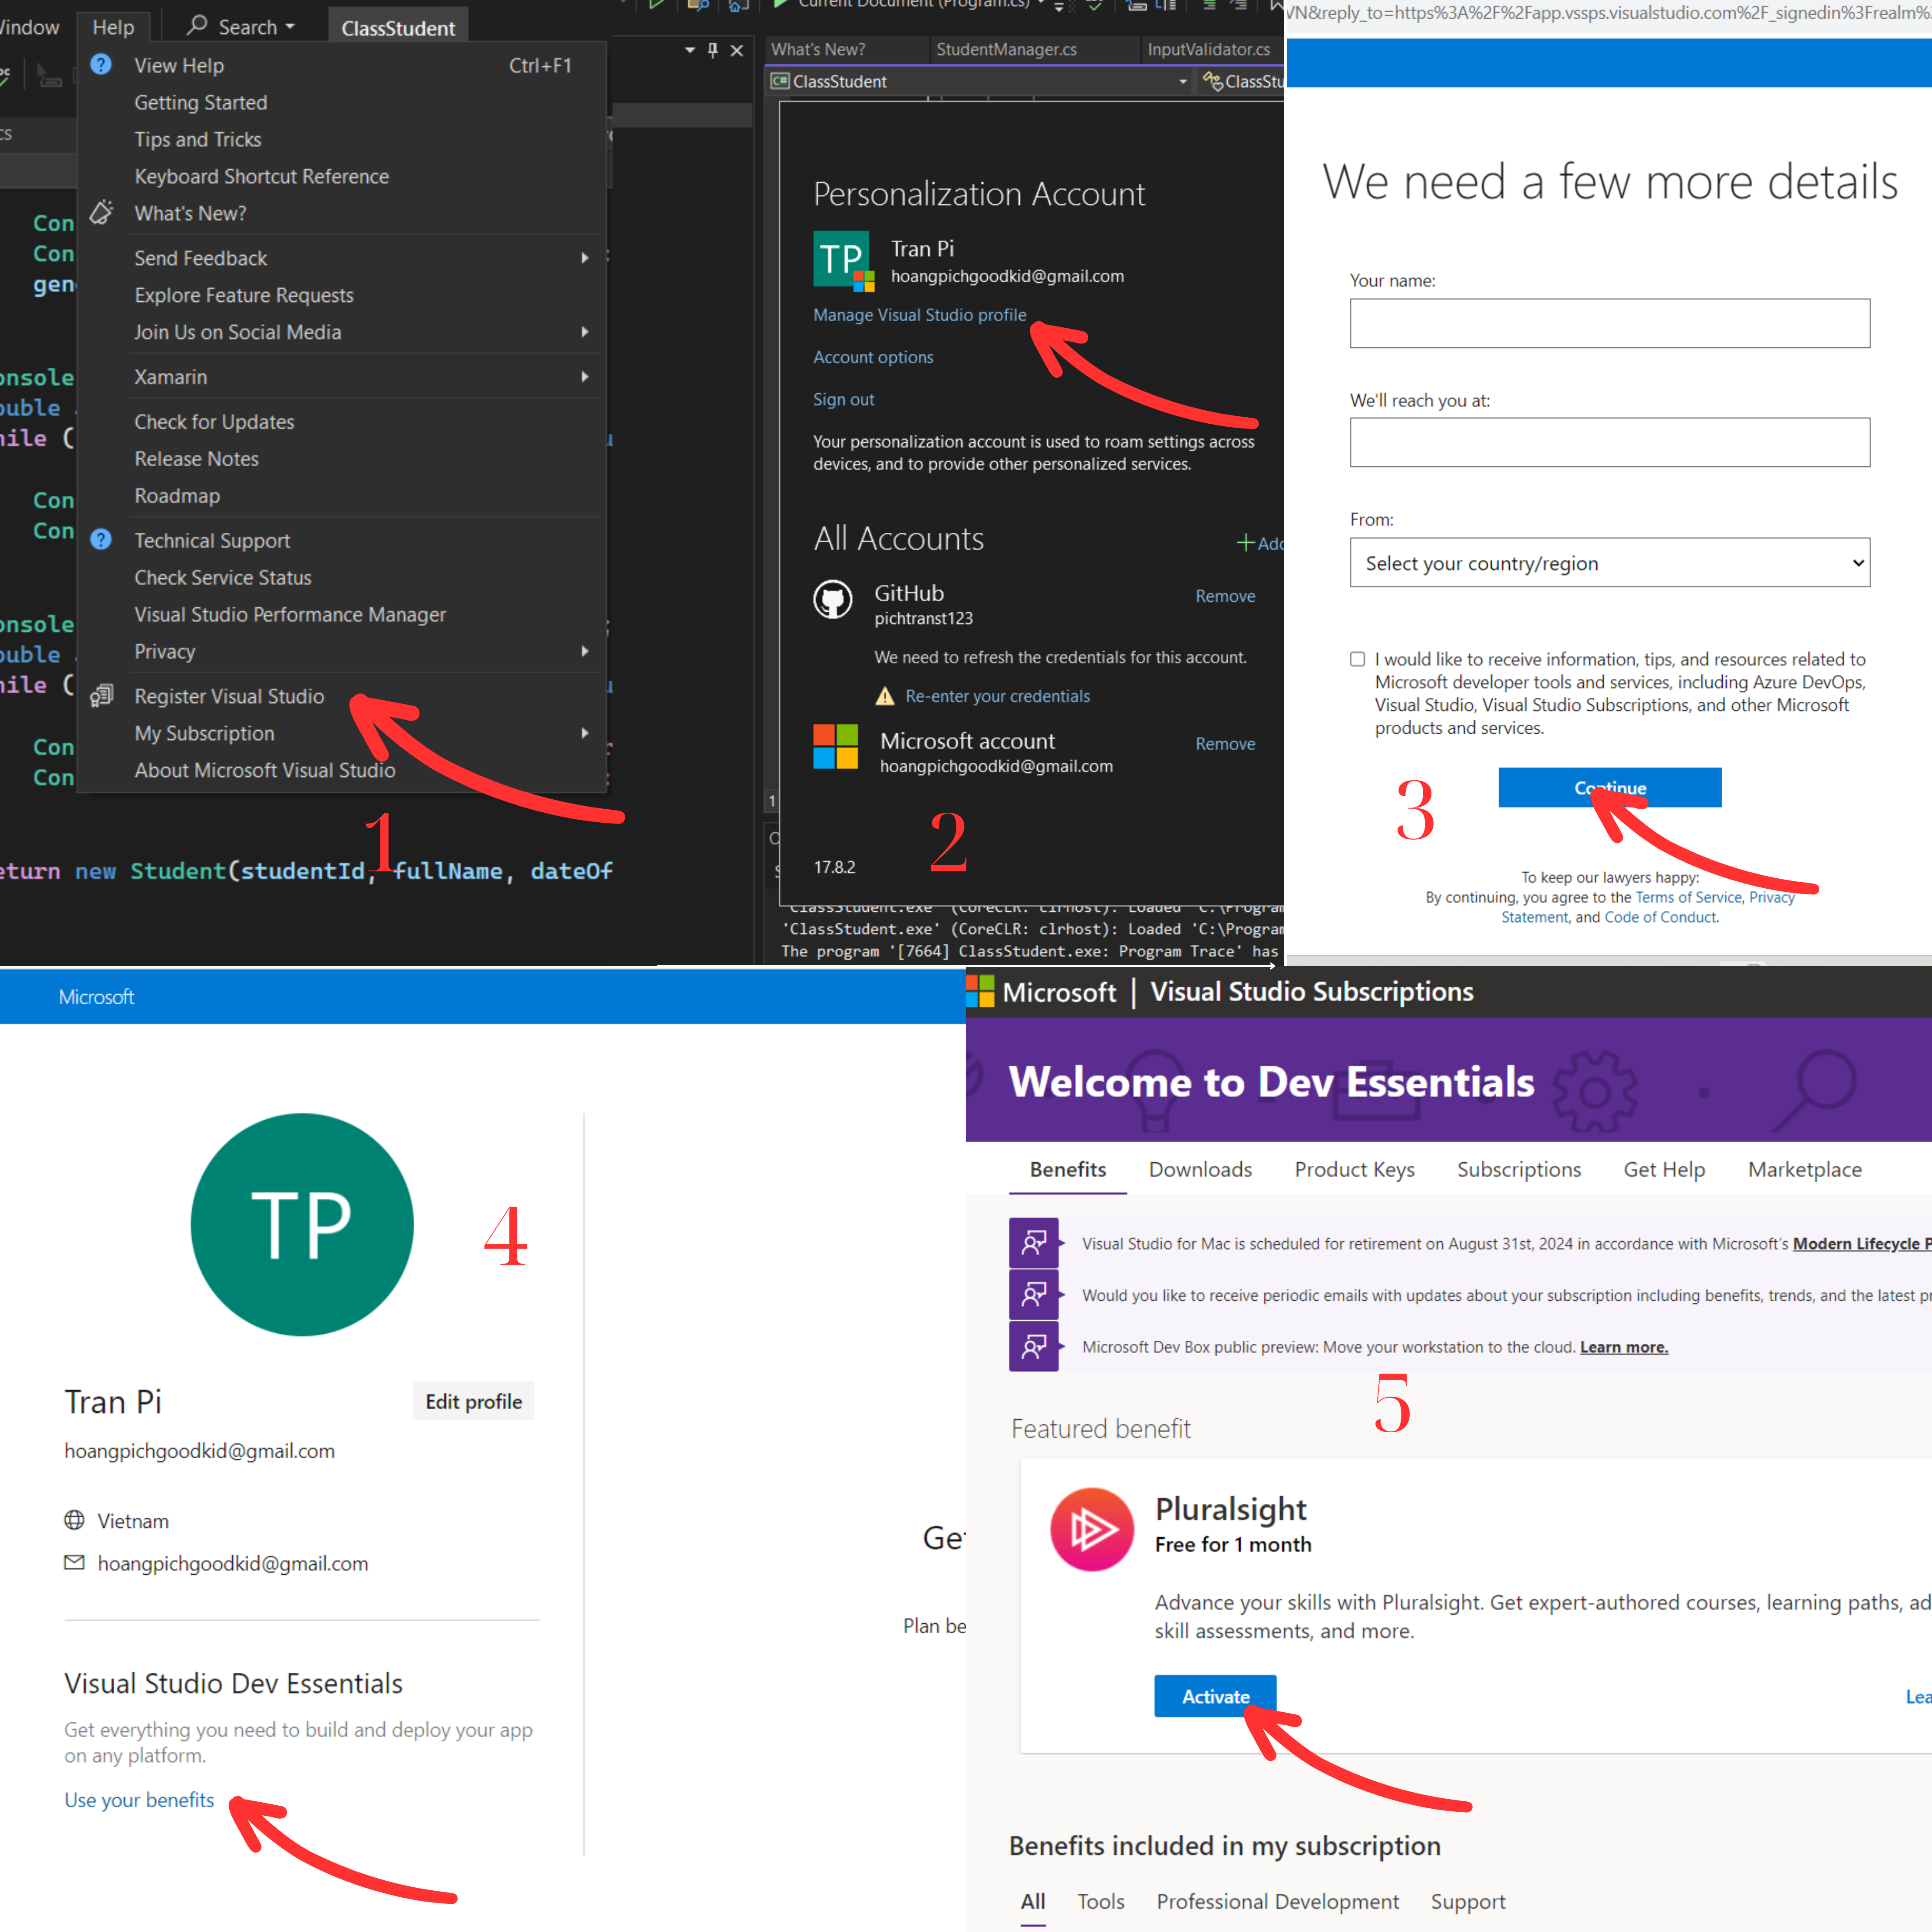 Window Help Search ClassStudent
View Help Ctrl+F1
Getting Started
Tips and Tricks
Keyboard Shortcut Reference
What's New?
Send Feedback
Explore Feature Requests
Join Us on Social Media
Xamarin
Check for Updates
Release Notes
Roadmap
Technical Support
Check Service Status
Visual Studio Performance Manager
Privacy
Register Visual Studio
My Subscription
About Microsoft Visual Studio
1
return new Student(studentId, fullName, dateOf
Current Document (Program.cs)
What's New? StudentManager.cs InputValidator.cs
C# ClassStudent ClassStu
Personalization Account
TP
Tran Pi
hoangpichgoodkid@gmail.com
Manage Visual Studio profile
Account options
Sign out
Your personalization account is used to roam settings across
devices, and to provide other personalized services.
All Accounts
+ Add
GitHub
Remove
pichtranst123
We need to refresh the credentials for this account.
Re-enter your credentials
Microsoft account
Remove
hoangpichgoodkid@gmail.com
17.8.2
2
'ClassStudent.exe' (CoreCLR: clrhost): Loaded 'C:\Program
'ClassStudent.exe' (CoreCLR: clrhost): Loaded 'C:\Program
The program '[7664] ClassStudent.exe: Program Trace' has
VN&reply_to=https%3A%2F%2Fapp.vssps.visualstudio.com%2F_signedin%3Frealm%3
We need a few more details
Your name:
We'll reach you at:
From:
Select your country/region
I would like to receive information, tips, and resources related to
Microsoft developer tools and services, including Azure DevOps,
Visual Studio, Visual Studio Subscriptions, and other Microsoft
products and services.
Continue
3
To keep our lawyers happy:
By continuing, you agree to the Terms of Service, Privacy
Statement, and Code of Conduct.
Microsoft
TP
4
Tran Pi
Edit profile
hoangpichgoodkid@gmail.com
Vietnam
hoangpichgoodkid@gmail.com
Visual Studio Dev Essentials
Get everything you need to build and deploy your app
on any platform.
Use your benefits
Get
Plan be
Microsoft | Visual Studio Subscriptions
Welcome to Dev Essentials
Benefits Downloads Product Keys Subscriptions Get Help Marketplace
Visual Studio for Mac is scheduled for retirement on August 31st, 2024 in accordance with Microsoft's Modern Lifecycle P
Would you like to receive periodic emails with updates about your subscription including benefits, trends, and the latest pr
Microsoft Dev Box public preview: Move your workstation to the cloud. Learn more.
5
Featured benefit
Pluralsight
Free for 1 month
Advance your skills with Pluralsight. Get expert-authored courses, learning paths, ad
skill assessments, and more.
Activate
Lea
Benefits included in my subscription
All Tools Professional Development Support